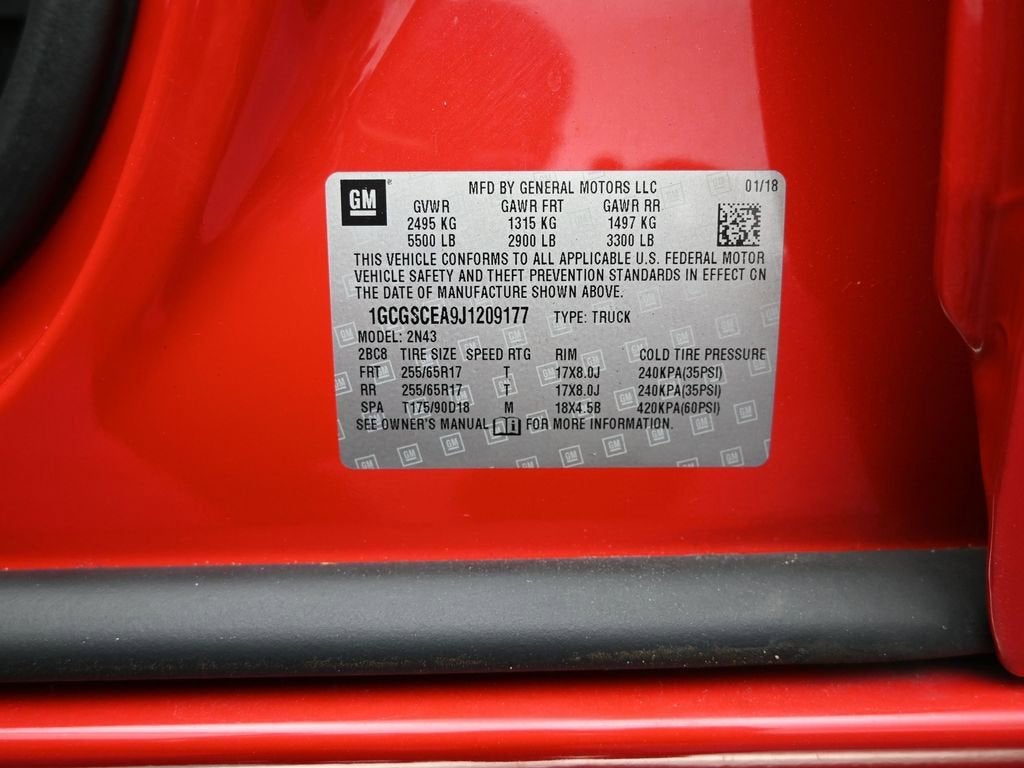 GM ® MFD BY GENERAL MOTORS LLC 01/18
GVWR GAWR FRT GAWR RR
2495 KG 1315 KG 1497 KG
5500 LB 2900 LB 3300 LB
THIS VEHICLE CONFORMS TO ALL APPLICABLE U.S. FEDERAL MOTOR
VEHICLE SAFETY AND THEFT PREVENTION STANDARDS IN EFFECT ON
THE DATE OF MANUFACTURE SHOWN ABOVE.
1GCGSCEA9J1209177 TYPE: TRUCK
MODEL: 2N43
2BC8 TIRE SIZE SPEED RTG RIM COLD TIRE PRESSURE
FRT 255/65R17 T 17X8.0J 240KPA(35PSI)
RR 255/65R17 T 17X8.0J 240KPA(35PSI)
SPA T175/90D18 M 18X4.5B 420KPA(60PSI)
SEE OWNER'S MANUAL i FOR MORE INFORMATION.